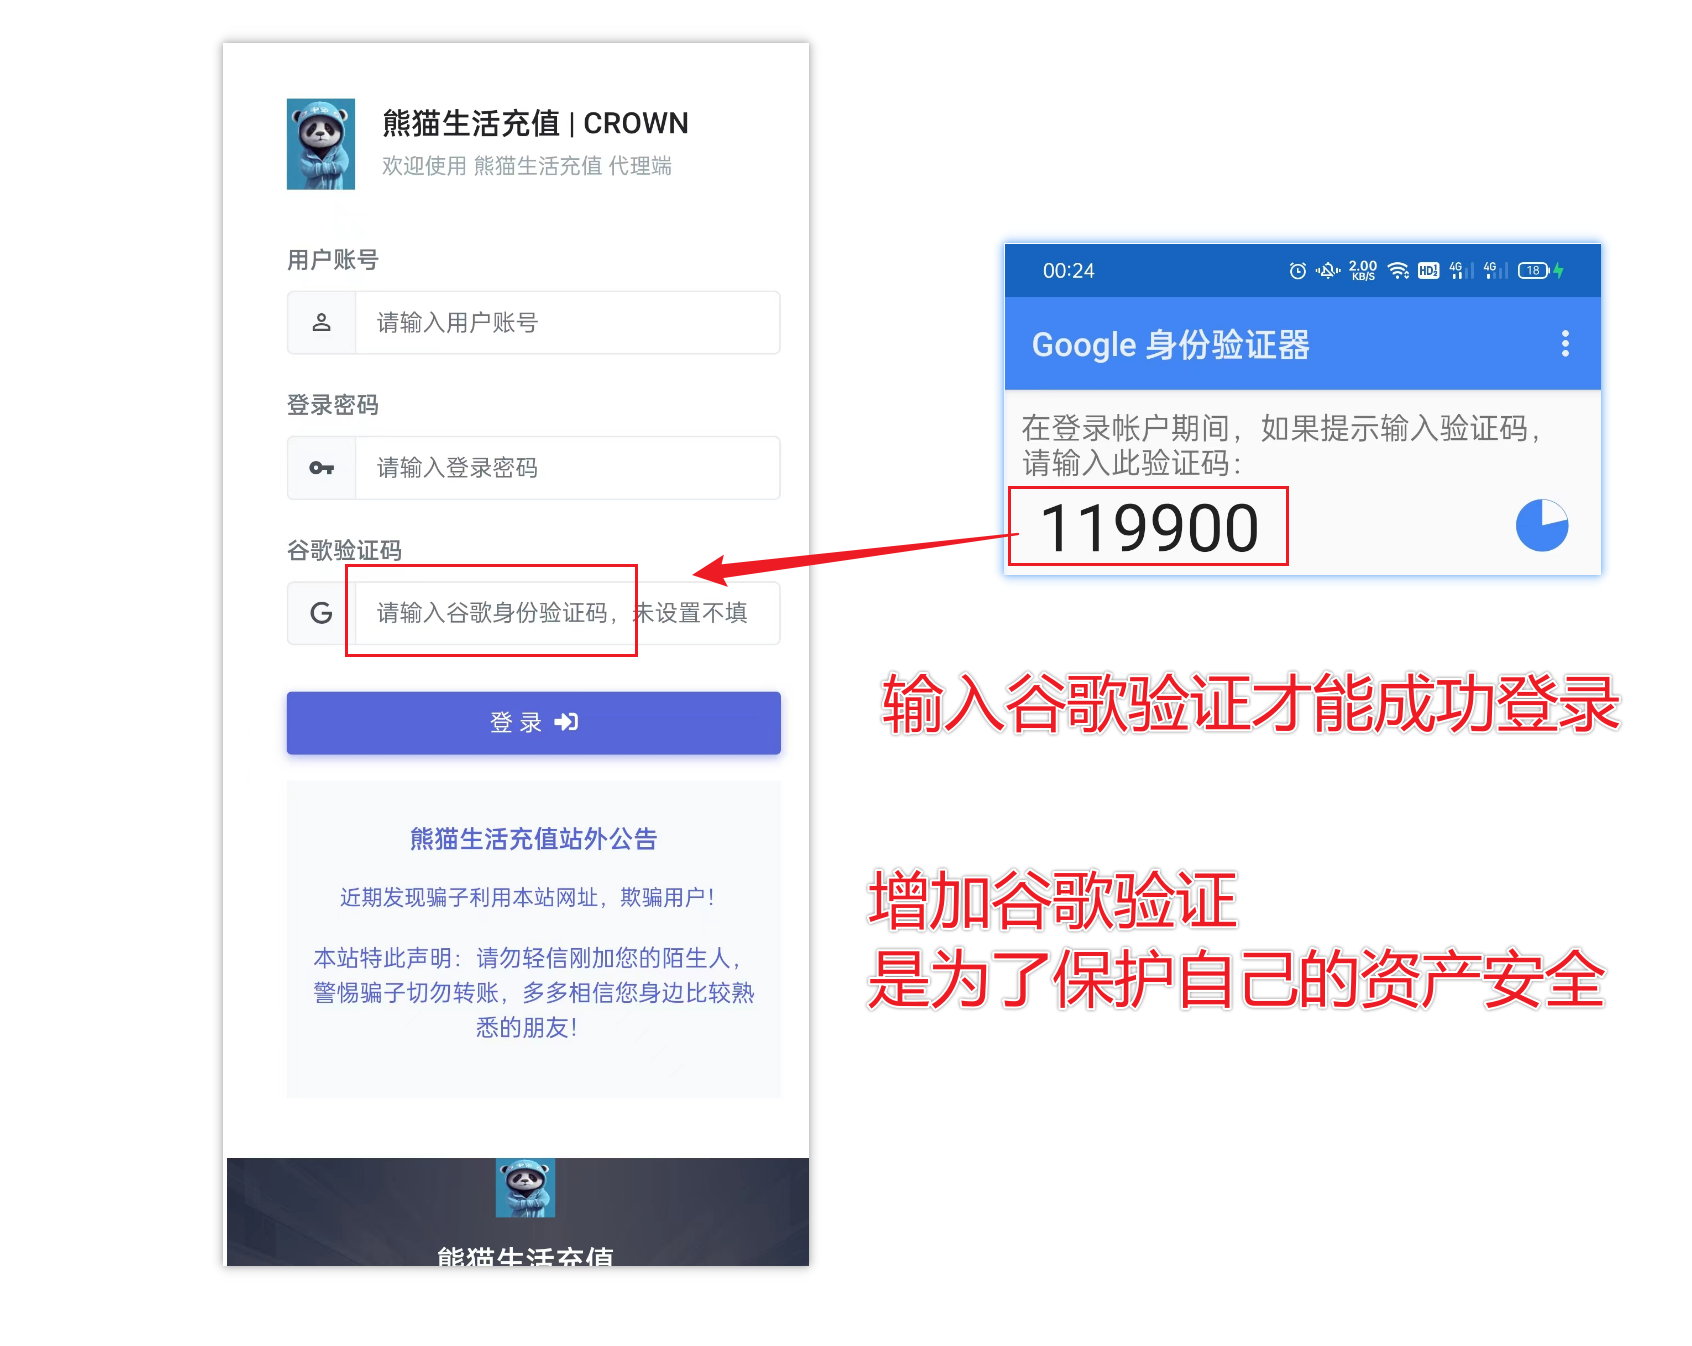 熊猫生活充值 | CROWN
欢迎使用 熊猫生活充值 代理端
用户账号
请输入用户账号
登录密码
请输入登录密码
谷歌验证码
G
请输入谷歌身份验证码，未设置不填
登 录
熊猫生活充值站外公告
近期发现骗子利用本站网址，欺骗用户！
本站特此声明：请勿轻信刚加您的陌生人，
警惕骗子切勿转账，多多相信您身边比较熟
悉的朋友！
熊猫生活充值
00:24
2.00
KB/S
HD
4G
4G
18
Google 身份验证器
在登录帐户期间，如果提示输入验证码，
请输入此验证码：
119900
输入谷歌验证才能成功登录
增加谷歌验证
是为了保护自己的资产安全